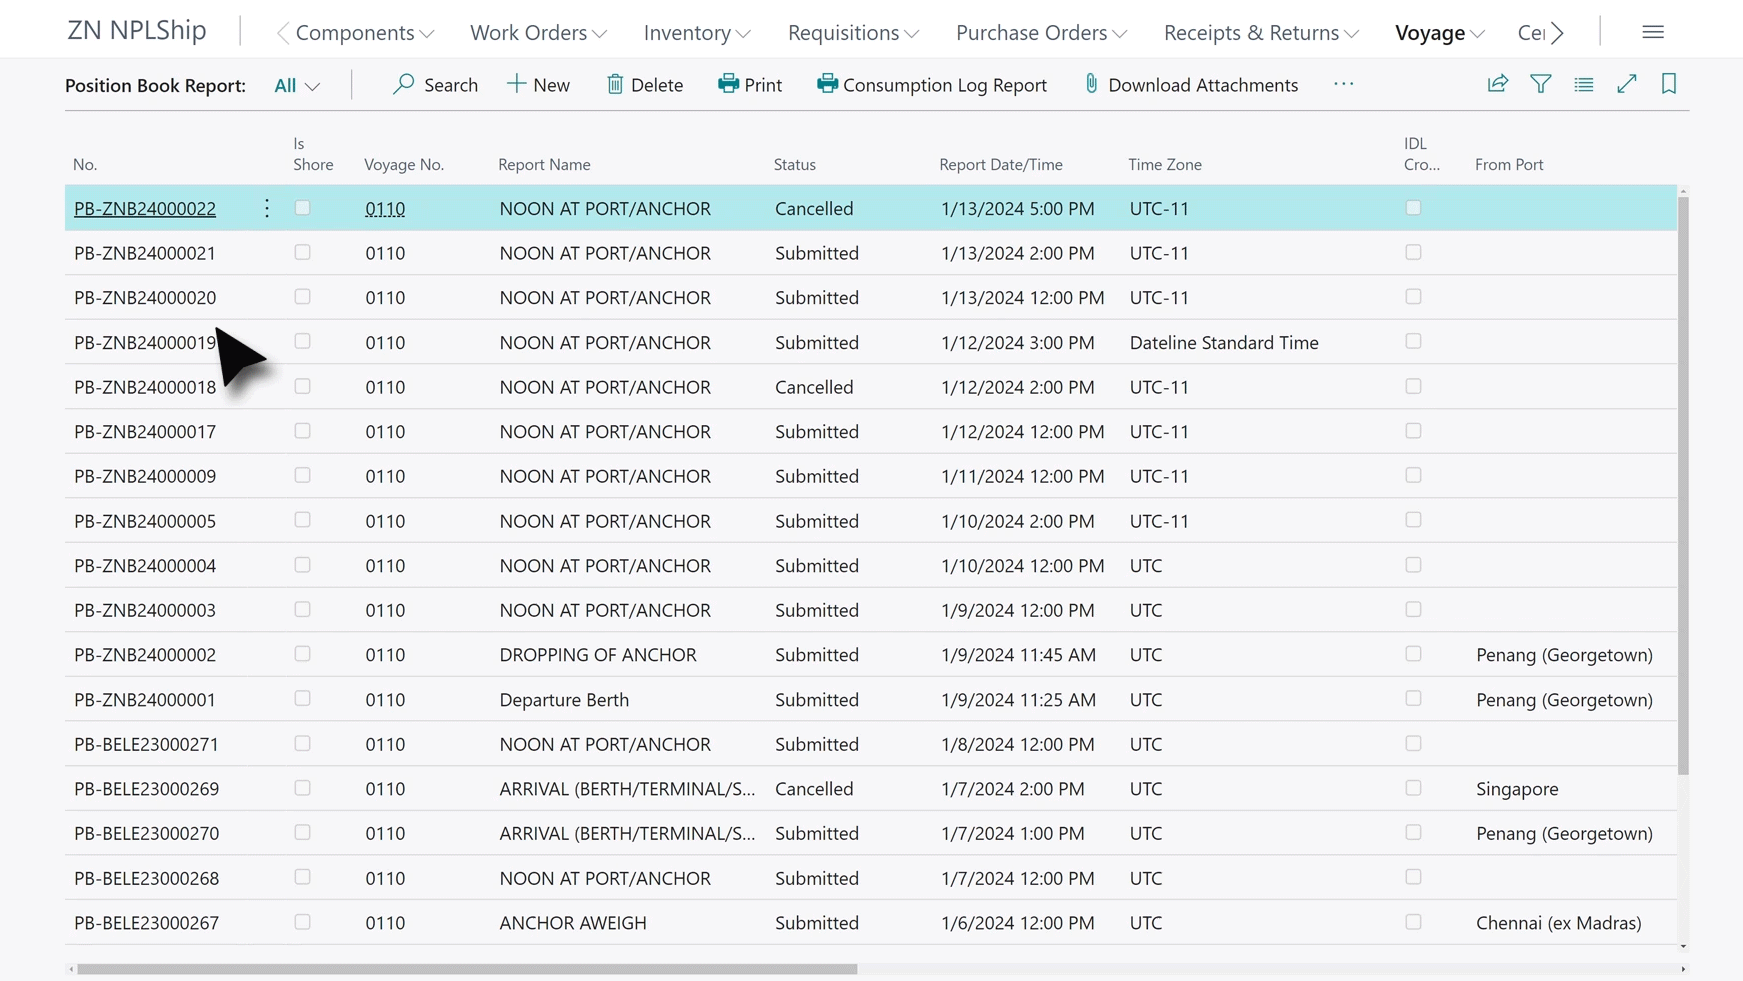 ZN NPLShip Components Work Orders Inventory Requisitions Purchase Orders Receipts & Returns Voyage
Position Book Report: All Search New Delete Print Consumption Log Report Download Attachments ...
No. Is Shore Voyage No. Report Name Status Report Date/Time Time Zone IDL Cro... From Port
PB-ZNB24000022 0110 NOON AT PORT/ANCHOR Cancelled 1/13/2024 5:00 PM UTC-11
PB-ZNB24000021 0110 NOON AT PORT/ANCHOR Submitted 1/13/2024 2:00 PM UTC-11
PB-ZNB24000020 0110 NOON AT PORT/ANCHOR Submitted 1/13/2024 12:00 PM UTC-11
PB-ZNB24000019 0110 NOON AT PORT/ANCHOR Submitted 1/12/2024 3:00 PM Dateline Standard Time
PB-ZNB24000018 0110 NOON AT PORT/ANCHOR Cancelled 1/12/2024 2:00 PM UTC-11
PB-ZNB24000017 0110 NOON AT PORT/ANCHOR Submitted 1/12/2024 12:00 PM UTC-11
PB-ZNB24000009 0110 NOON AT PORT/ANCHOR Submitted 1/11/2024 12:00 PM UTC-11
PB-ZNB24000005 0110 NOON AT PORT/ANCHOR Submitted 1/10/2024 2:00 PM UTC-11
PB-ZNB24000004 0110 NOON AT PORT/ANCHOR Submitted 1/10/2024 12:00 PM UTC
PB-ZNB24000003 0110 NOON AT PORT/ANCHOR Submitted 1/9/2024 12:00 PM UTC
PB-ZNB24000002 0110 DROPPING OF ANCHOR Submitted 1/9/2024 11:45 AM UTC Penang (Georgetown)
PB-ZNB24000001 0110 Departure Berth Submitted 1/9/2024 11:25 AM UTC Penang (Georgetown)
PB-BELE23000271 0110 NOON AT PORT/ANCHOR Submitted 1/8/2024 12:00 PM UTC
PB-BELE23000269 0110 ARRIVAL (BERTH/TERMINAL/S... Cancelled 1/7/2024 2:00 PM UTC Singapore
PB-BELE23000270 0110 ARRIVAL (BERTH/TERMINAL/S... Submitted 1/7/2024 1:00 PM UTC Penang (Georgetown)
PB-BELE23000268 0110 NOON AT PORT/ANCHOR Submitted 1/7/2024 12:00 PM UTC
PB-BELE23000267 0110 ANCHOR AWEIGH Submitted 1/6/2024 12:00 PM UTC Chennai (ex Madras)